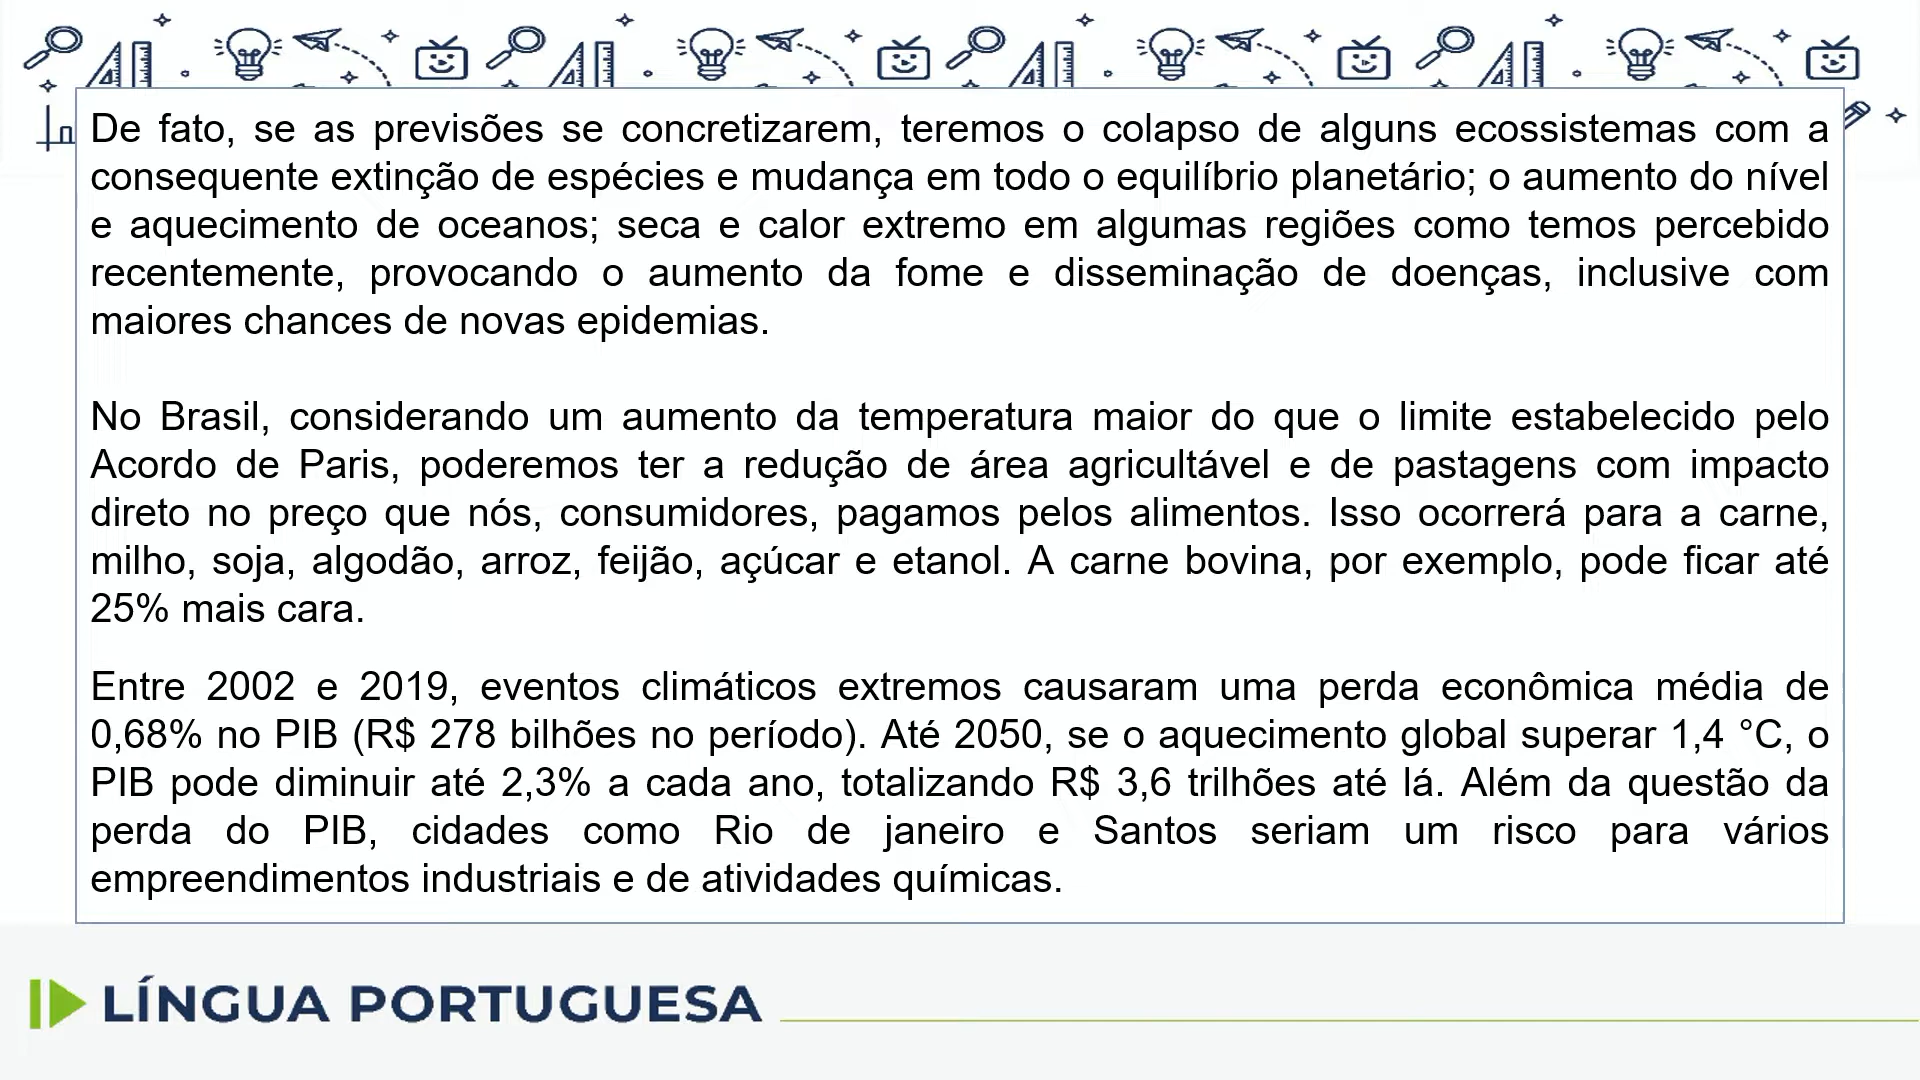 De fato, se as previsões se concretizarem, teremos o colapso de alguns ecossistemas com a
consequente extinção de espécies e mudança em todo o equilíbrio planetário; o aumento do nível
e aquecimento de oceanos; seca e calor extremo em algumas regiões como temos percebido
recentemente, provocando o aumento da fome e disseminação de doenças, inclusive com
maiores chances de novas epidemias.
No Brasil, considerando um aumento da temperatura maior do que o limite estabelecido pelo
Acordo de Paris, poderemos ter a redução de área agricultável e de pastagens com impacto
direto no preço que nós, consumidores, pagamos pelos alimentos. Isso ocorrerá para a carne,
milho, soja, algodão, arroz, feijão, açúcar e etanol. A carne bovina, por exemplo, pode ficar até
25% mais cara.
Entre 2002 e 2019, eventos climáticos extremos causaram uma perda econômica média de
0,68% no PIB (R$ 278 bilhões no período). Até 2050, se o aquecimento global superar 1,4 °C, o
PIB pode diminuir até 2,3% a cada ano, totalizando R$ 3,6 trilhões até lá. Além da questão da
perda do PIB, cidades como Rio de janeiro e Santos seriam um risco para vários
empreendimentos industriais e de atividades químicas.
LÍNGUA PORTUGUESA